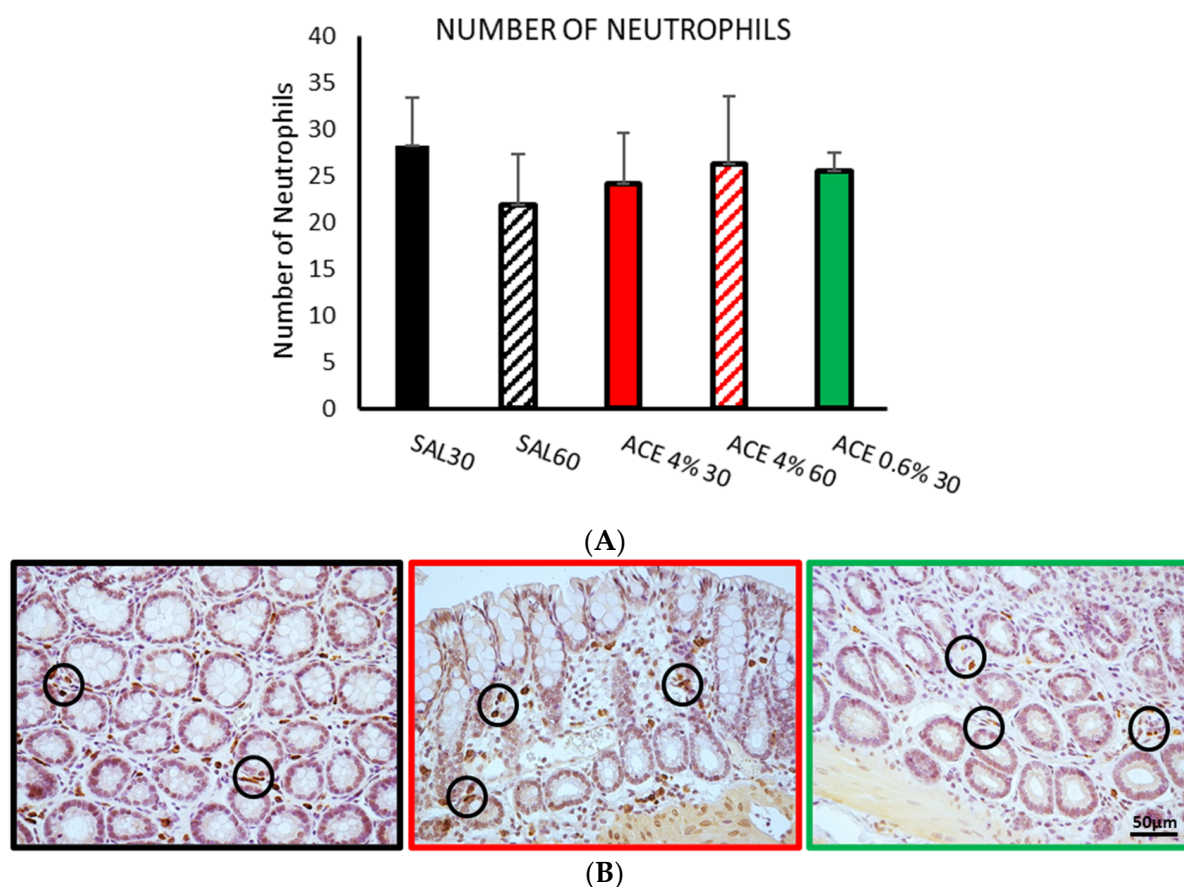 NUMBER OF NEUTROPHILS
Number of Neutrophils
40
35
30
25
20
15
10
5
0
SAL30
SAL60
ACE 4% 30
ACE 4% 60
ACE 0.6% 30
(A)
50μm
(B)